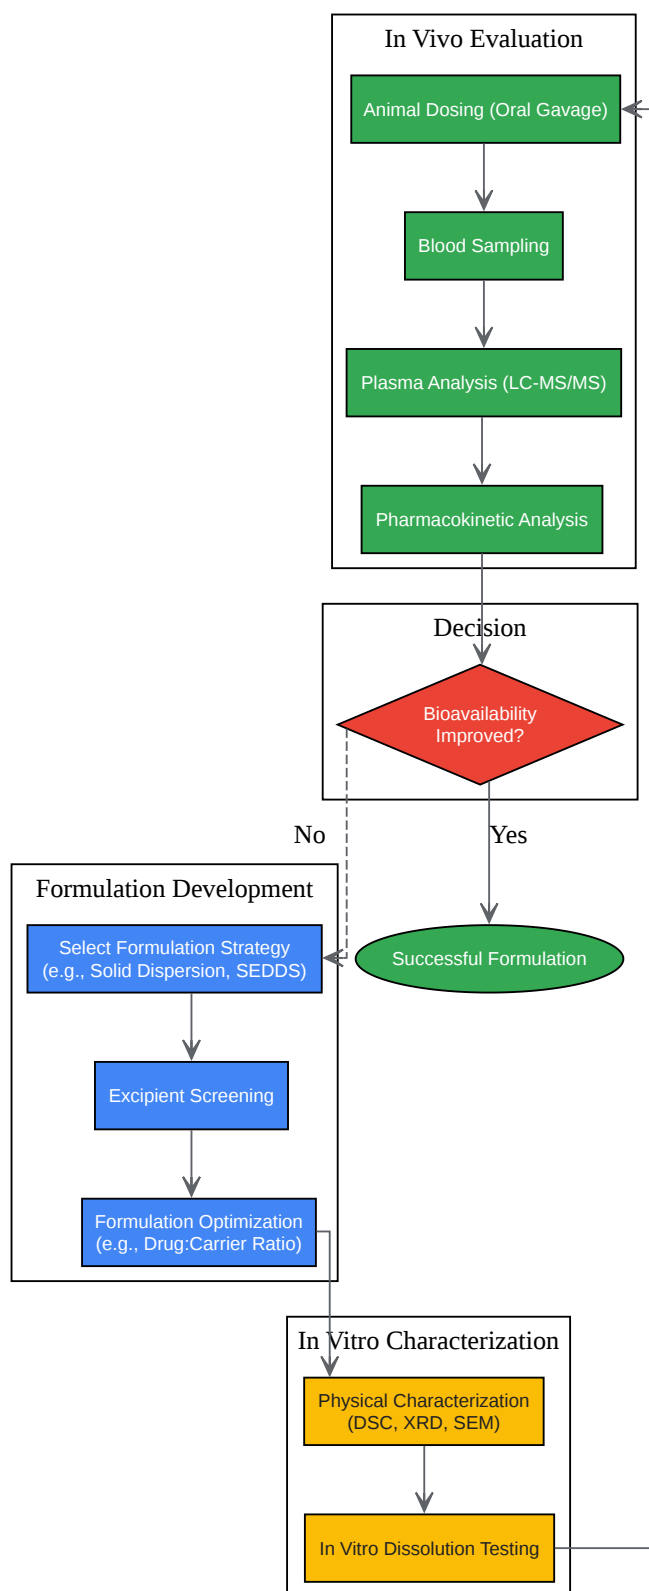 In Vivo Evaluation
Animal Dosing (Oral Gavage)
Blood Sampling
Plasma Analysis (LC-MS/MS)
Pharmacokinetic Analysis
Decision
Bioavailability
Improved?
No
Yes
Formulation Development
Select Formulation Strategy
(e.g., Solid Dispersion, SEDDS)
Successful Formulation
Excipient Screening
Formulation Optimization
(e.g., Drug:Carrier Ratio)
In Vitro Characterization
Physical Characterization
(DSC, XRD, SEM)
In Vitro Dissolution Testing